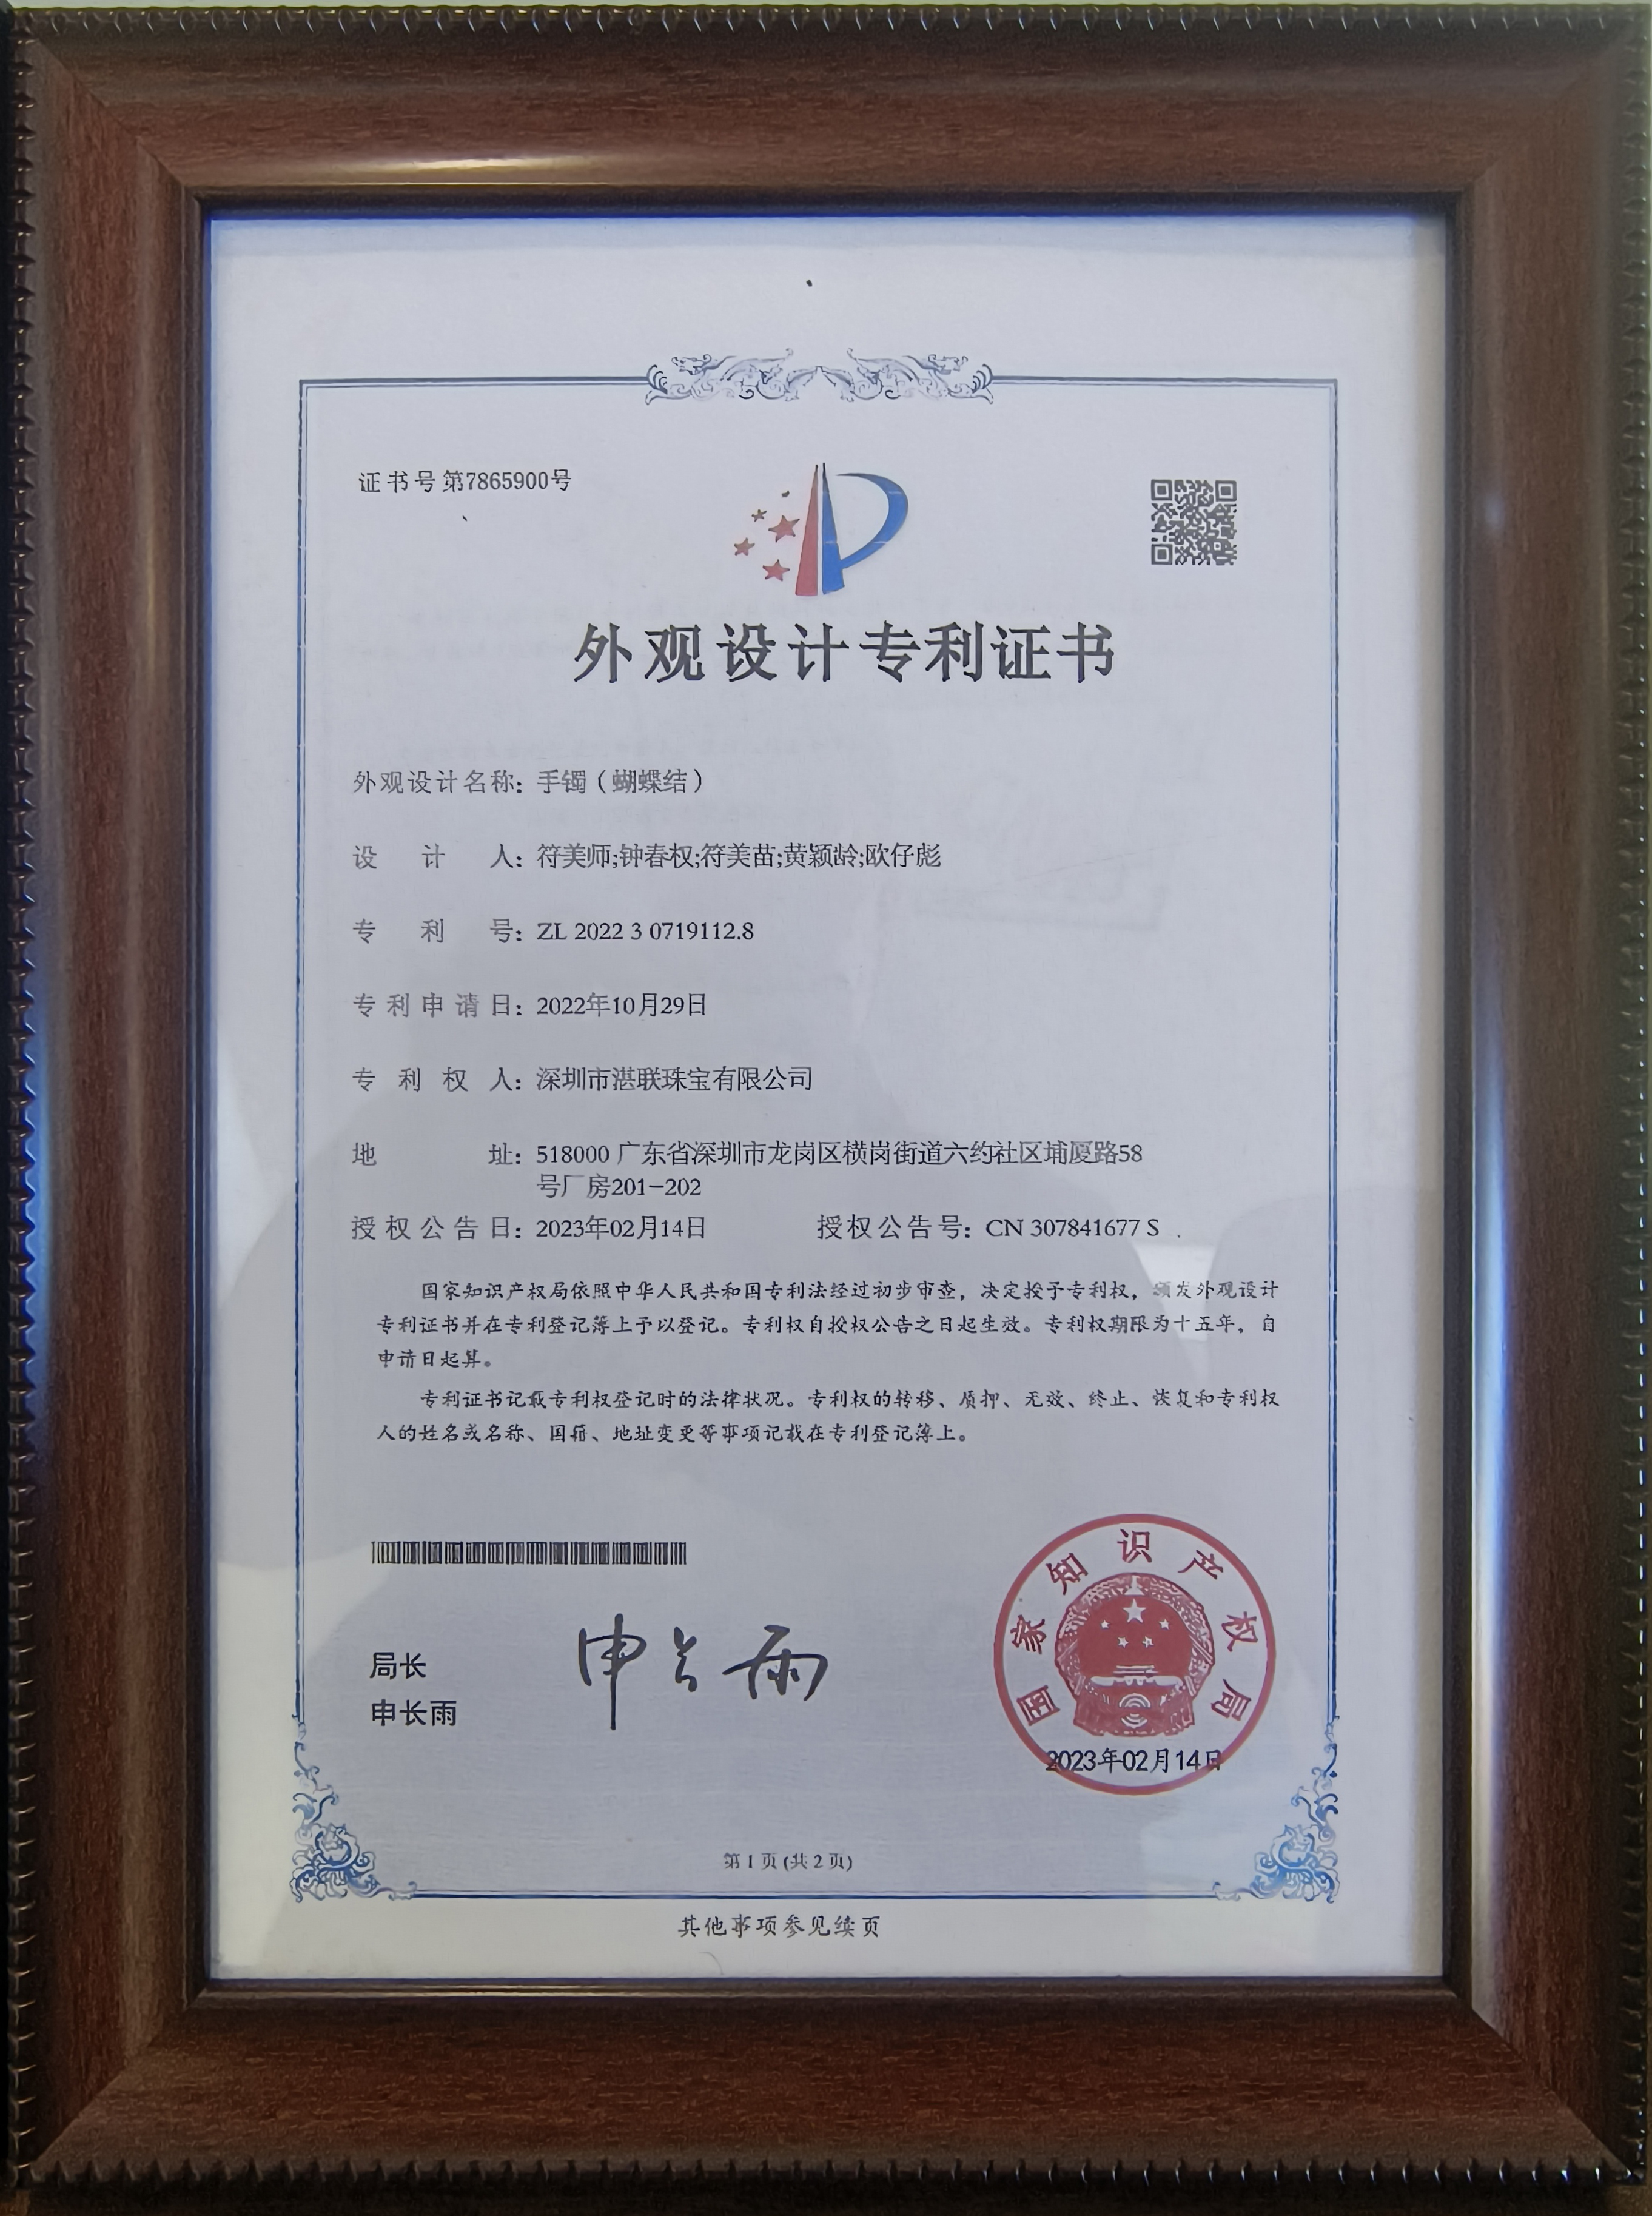 证书号第7865900号
外观设计专利证书
外观设计名称：手镯（蝴蝶结）
设计人：符美师;钟春权;符美苗;黄颖龄;欧仔彪
专利号：ZL 2022 3 0719112.8
专利申请日：2022年10月29日
专利权人：深圳市湛联珠宝有限公司
地址：518000 广东省深圳市龙岗区横岗街道六约社区埔厦路58
号厂房201-202
授权公告日：2023年02月14日 授权公告号：CN 307841677 S
国家知识产权局依照中华人民共和国专利法经过初步审查，决定授予专利权，颁发外观设计
专利证书并在专利登记簿上予以登记。专利权自授权公告之日起生效。专利权期限为十五年，自
申请日起算。
专利证书记载专利权登记时的法律状况。专利权的转移、质押、无效、终止、恢复和专利权
人的姓名或名称、国籍、地址变更等事项记载在专利登记簿上。
局长
申长雨
申长雨
国家知识产权局
2023年02月14日
第 1 页 (共 2 页)
其他事项参见续页